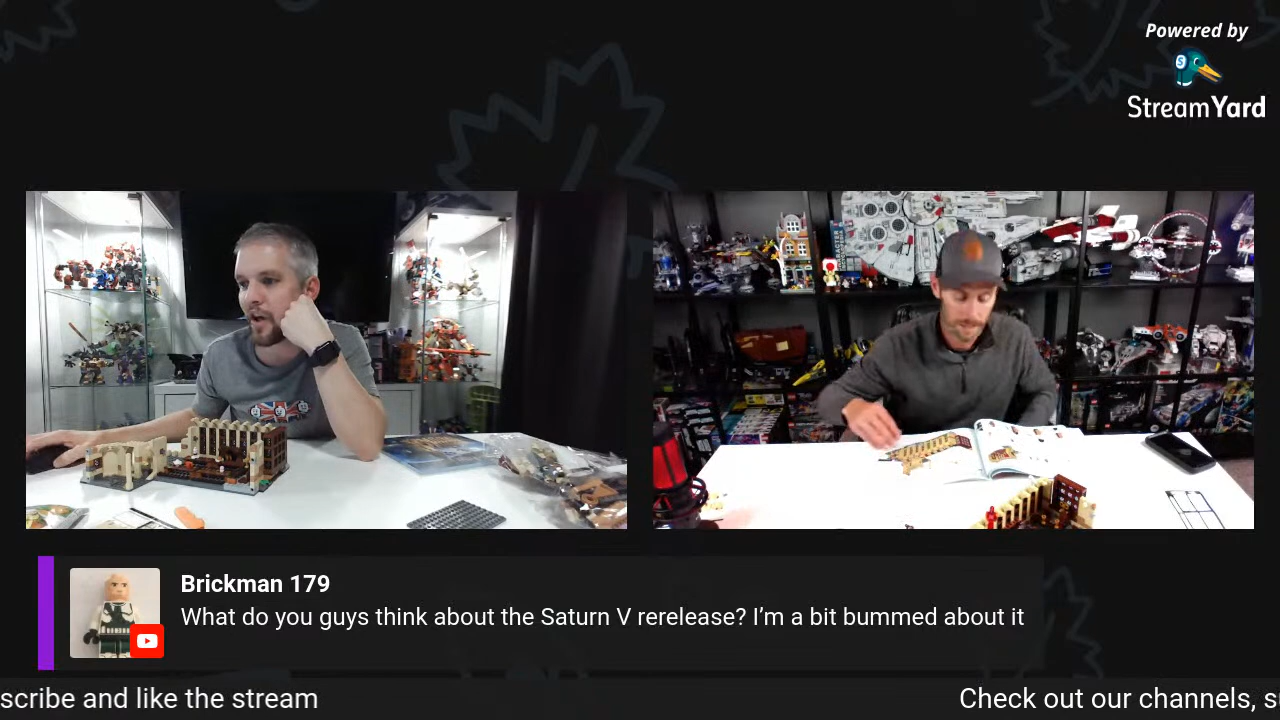 Powered by
StreamYard
Brickman 179
What do you guys think about the Saturn V rerelease? I’m a bit bummed about it
scribe and like the stream
Check out our channels, s